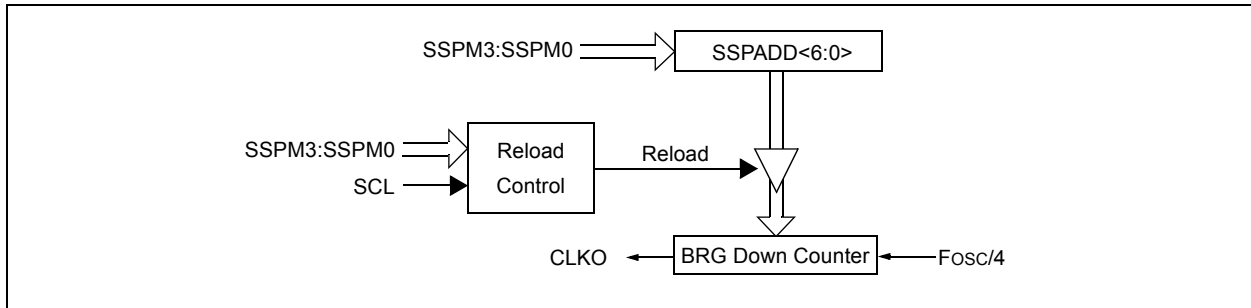 SSPM3:SSPM0
SSPADD<6:0>
SSPM3:SSPM0
SCL
Reload
Control
Reload
CLKO
BRG Down Counter
FOSC/4